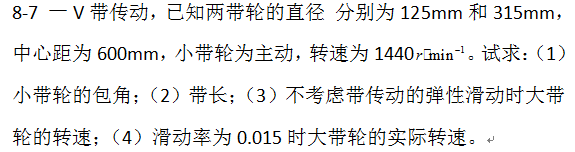 8-7 一 V 带传动，已知两带轮的直径 分别为 125mm 和 315mm，
中心距为 600mm，小带轮为主动，转速为 1440r□min⁻¹。试求：（1）
小带轮的包角；（2）带长；（3）不考虑带传动的弹性滑动时大带
轮的转速；（4）滑动率为 0.015 时大带轮的实际转速。